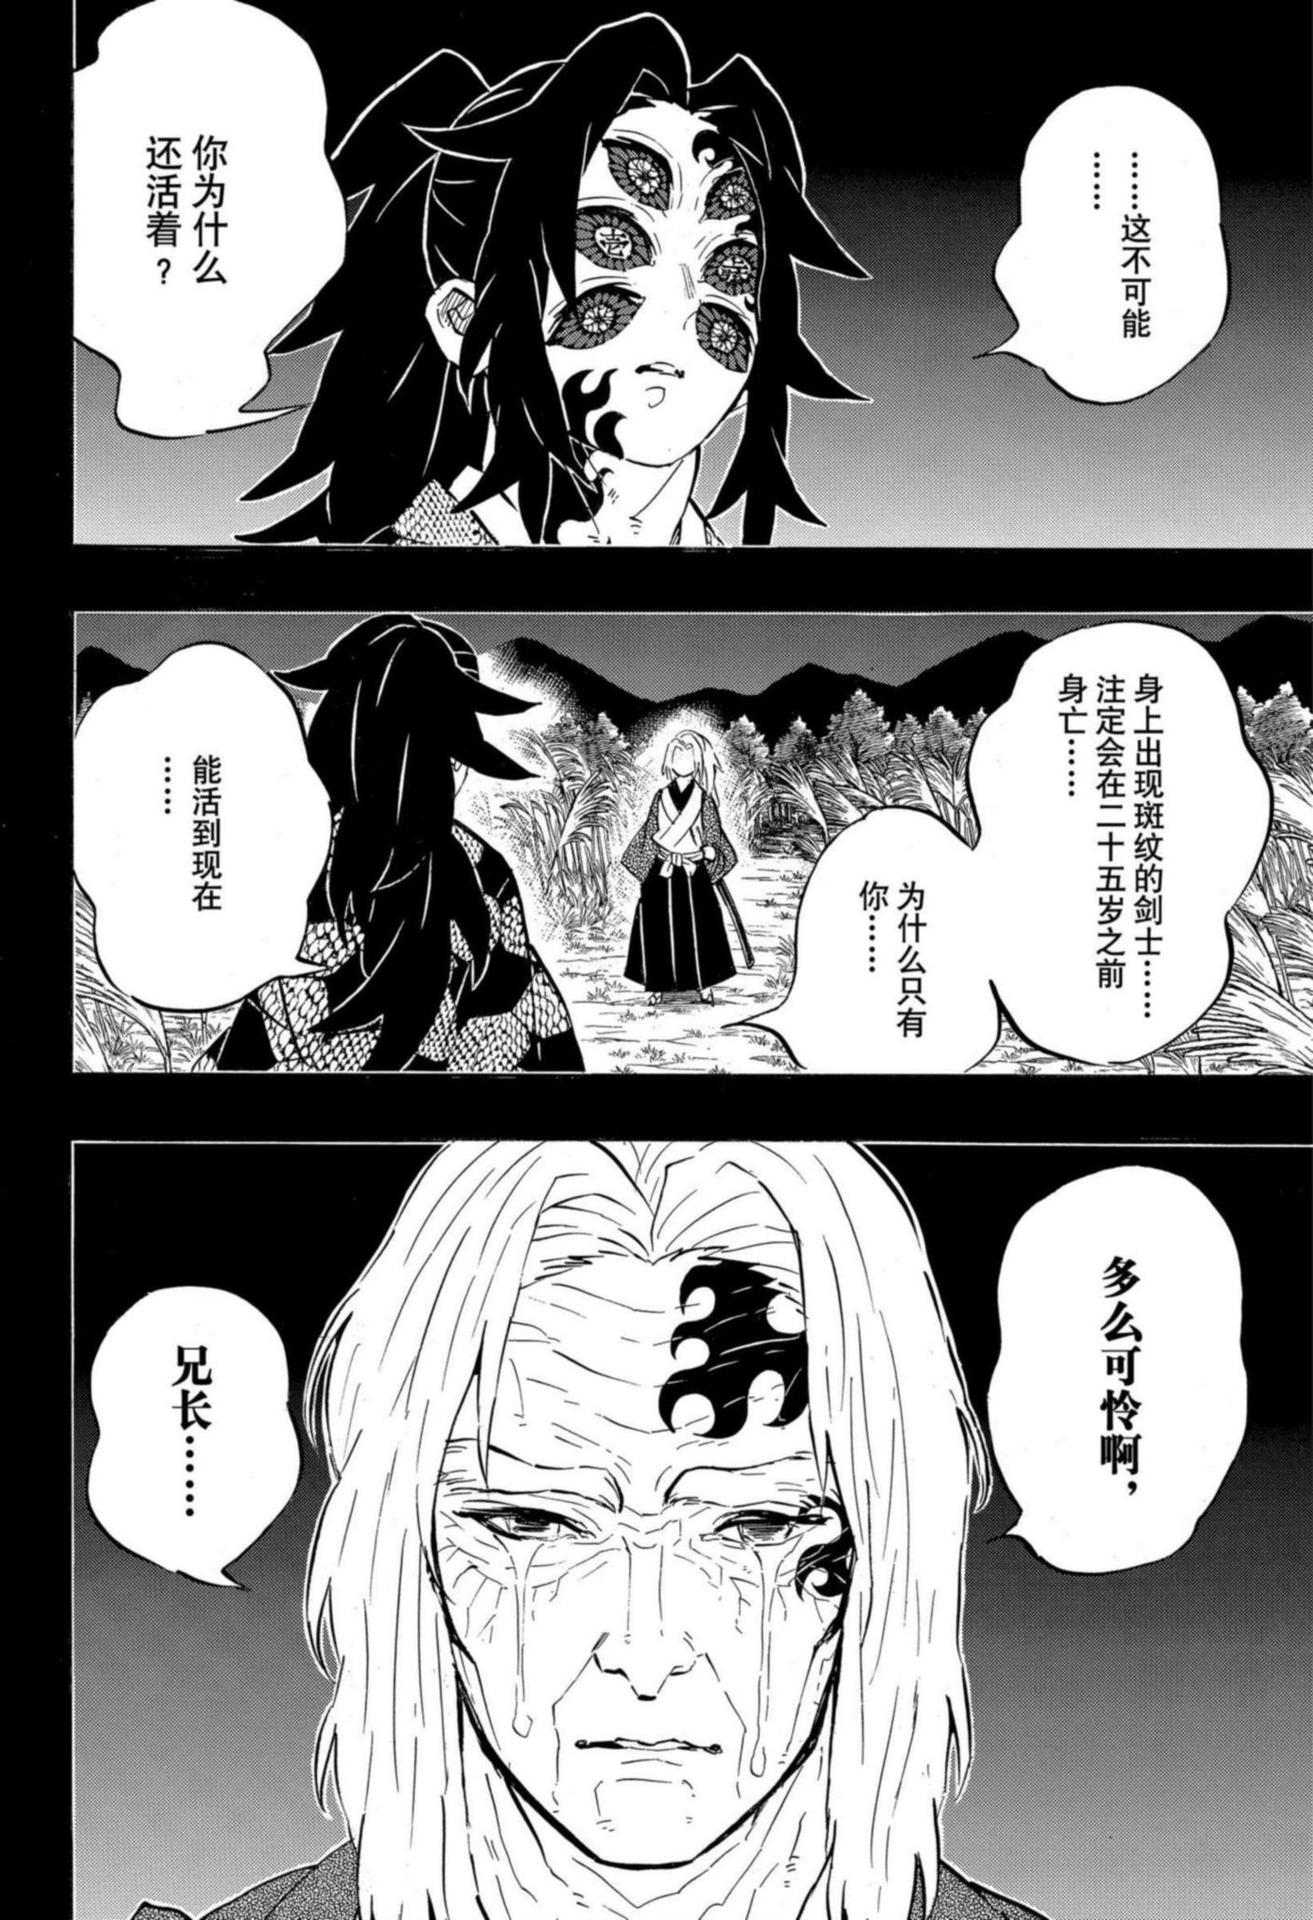 ……这不可能
……
你为什么
还活着？
身上出现斑纹的剑士……
注定会在二十五岁之前
身亡……
为什么只有
你……
能活到现在
……
多么可怜啊，
兄长……